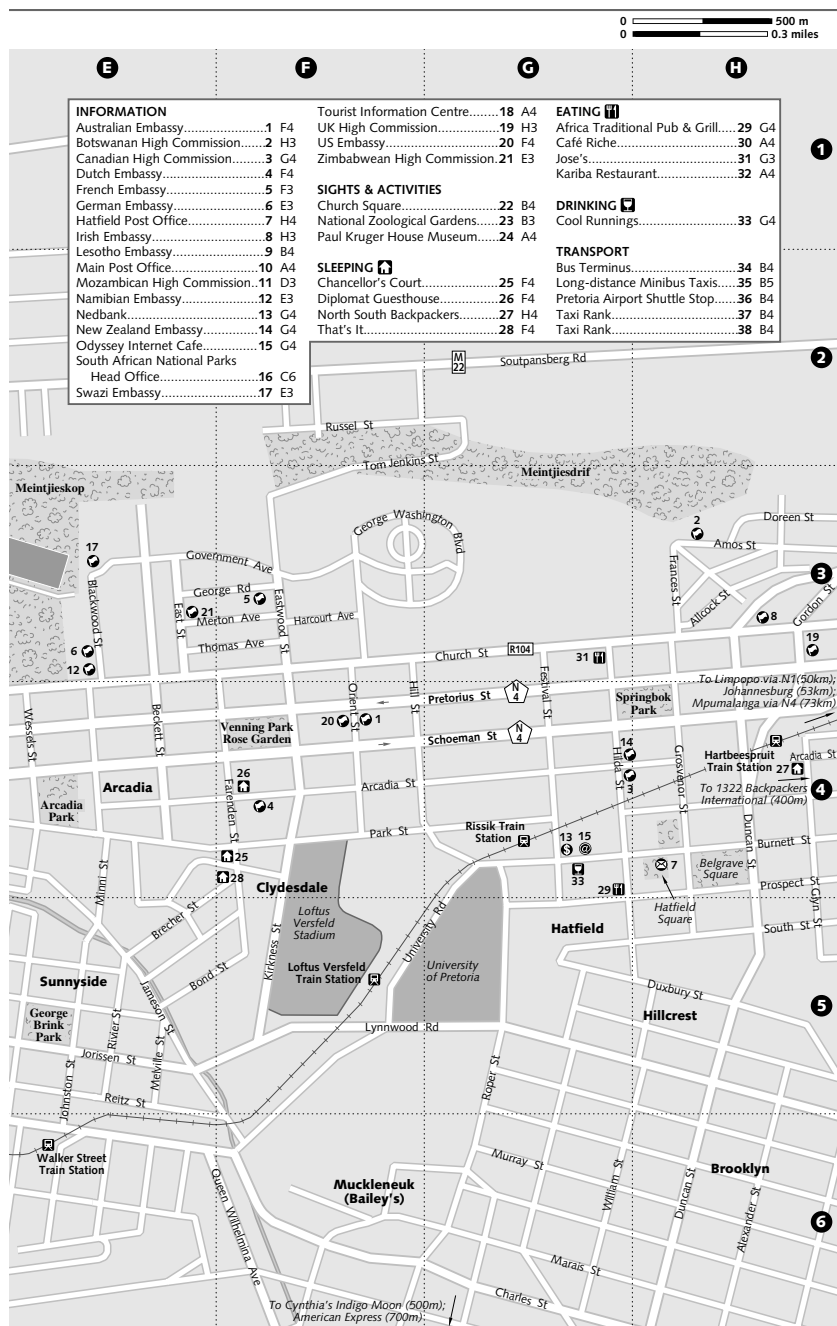 0 500 m
0 0.3 miles
E F G H
INFORMATION
Australian Embassy 1 F4
Botswanan High Commission 2 H3
Canadian High Commission 3 G4
Dutch Embassy 4 F4
French Embassy 5 F3
German Embassy 6 E3
Hatfield Post Office 7 H4
Irish Embassy 8 H3
Lesotho Embassy 9 B4
Main Post Office 10 A4
Mozambican High Commission 11 D3
Namibian Embassy 12 E3
Nedbank 13 G4
New Zealand Embassy 14 G4
Odyssey Internet Cafe 15 G4
South African National Parks
Head Office 16 C6
Swazi Embassy 17 E3
Tourist Information Centre 18 A4
UK High Commission 19 H3
US Embassy 20 F4
Zimbabwean High Commission 21 E3
SIGHTS & ACTIVITIES
Church Square 22 B4
National Zoological Gardens 23 B3
Paul Kruger House Museum 24 A4
SLEEPING
Chancellor's Court 25 F4
Diplomat Guesthouse 26 F4
North South Backpackers 27 H4
That's It 28 F4
EATING
Africa Traditional Pub & Grill 29 G4
Café Riche 30 A4
Jose's 31 G3
Kariba Restaurant 32 A4
DRINKING
Cool Runnings 33 G4
TRANSPORT
Bus Terminus 34 B4
Long-distance Minibus Taxis 35 B5
Pretoria Airport Shuttle Stop 36 B4
Taxi Rank 37 B4
Taxi Rank 38 B4
1
2
M
22
Soutpansberg Rd
Russel St
Tom Jenkins St
Meintjiesdrif
Meintjieskop
George Washington
Blvd
2
Doreen St
Amos St
17
Government Ave
3
Blackwood St
George Rd
5
East St
21
Merton Ave
Eastwood St
Harcourt Ave
Thomas Ave
Frances St
Allcock St
Gordon St
8
19
6
12
Church St
R104
31
Festival St
To Limpopo via N1(50km);
Johannesburg (53km);
Mpumalanga via N4 (73km)
Wessels St
Beckett St
Orient St
Hill St
Pretorius St
N
4
Springbok
Park
Venning Park
Rose Garden
20
1
Schoeman St
N
4
14
Hilda St
3
Grosvenor St
Hartbeespruit
Train Station
Arcadia St
27
4
To 1322 Backpackers
International (400m)
Arcadia
Arcadia
Park
26
Farenden St
4
Arcadia St
Park St
Rissik Train
Station
13
15
Duncan St
Burnett St
25
28
33
29
7
Belgrave
Square
Prospect St
Hatfield
Square
Glyn St
South St
Minni St
Clydesdale
Loftus
Versfeld
Stadium
Brecher St
Bond St
Kirkness St
University Rd
Hatfield
Loftus Versfeld
Train Station
University
of Pretoria
Sunnyside
George
Brink
Park
Rivier St
Jameson St
Duxbury St
Hillcrest
5
Lynnwood Rd
Jorissen St
Melville St
Johnston St
Reitz St
Roper St
Walker Street
Train Station
Murray St
William St
Duncan St
Brooklyn
Alexander St
Muckleneuk
(Bailey's)
Queen Wilhelmina Ave
6
Marais St
Charles St
To Cynthia's Indigo Moon (500m);
American Express (700m)